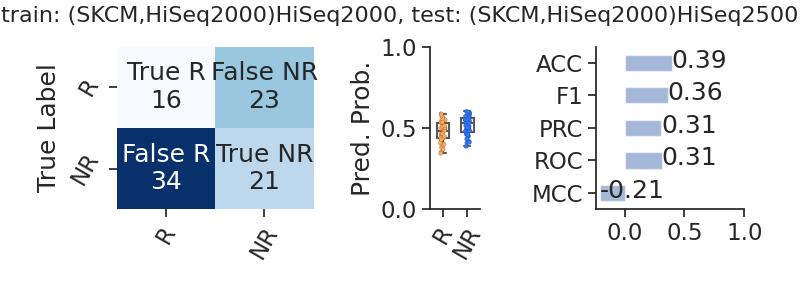 train: (SKCM,HiSeq2000)HiSeq2000, test: (SKCM,HiSeq2000)HiSeq2500
True Label
R
NR
True R
16
False NR
23
False R
34
True NR
21
R
NR
Pred. Prob.
1.0
0.5
0.0
R
NR
ACC
F1
PRC
ROC
MCC
0.39
0.36
0.31
0.31
-0.21
0.0
0.5
1.0